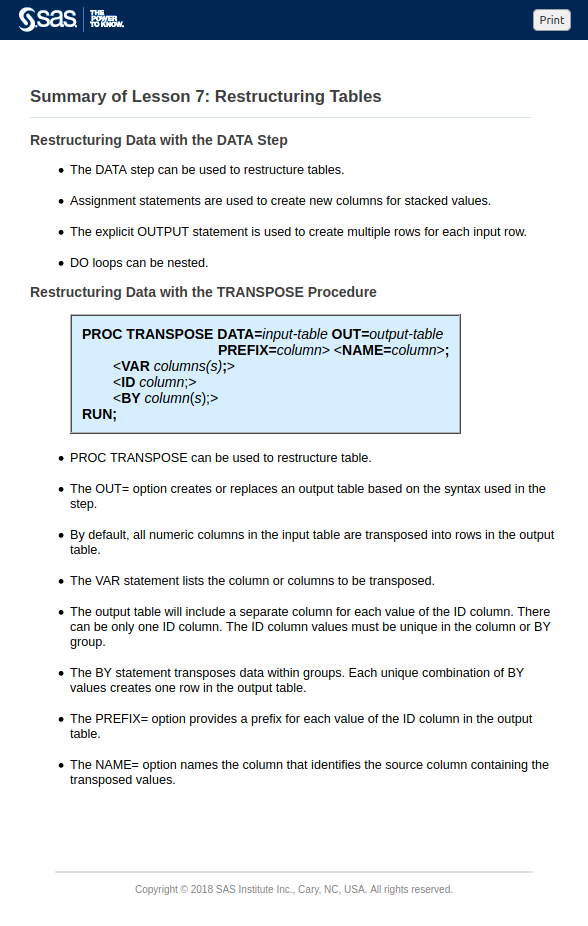 sas THE POWER TO KNOW.
Print
Summary of Lesson 7: Restructuring Tables
Restructuring Data with the DATA Step
• The DATA step can be used to restructure tables.
• Assignment statements are used to create new columns for stacked values.
• The explicit OUTPUT statement is used to create multiple rows for each input row.
• DO loops can be nested.
Restructuring Data with the TRANSPOSE Procedure
PROC TRANSPOSE DATA=input-table OUT=output-table
PREFIX=column> <NAME=column>;
<VAR columns(s);>
<ID column;>
<BY column(s);>
RUN;
• PROC TRANSPOSE can be used to restructure table.
• The OUT= option creates or replaces an output table based on the syntax used in the
step.
• By default, all numeric columns in the input table are transposed into rows in the output
table.
• The VAR statement lists the column or columns to be transposed.
• The output table will include a separate column for each value of the ID column. There
can be only one ID column. The ID column values must be unique in the column or BY
group.
• The BY statement transposes data within groups. Each unique combination of BY
values creates one row in the output table.
• The PREFIX= option provides a prefix for each value of the ID column in the output
table.
• The NAME= option names the column that identifies the source column containing the
transposed values.
Copyright © 2018 SAS Institute Inc., Cary, NC, USA. All rights reserved.